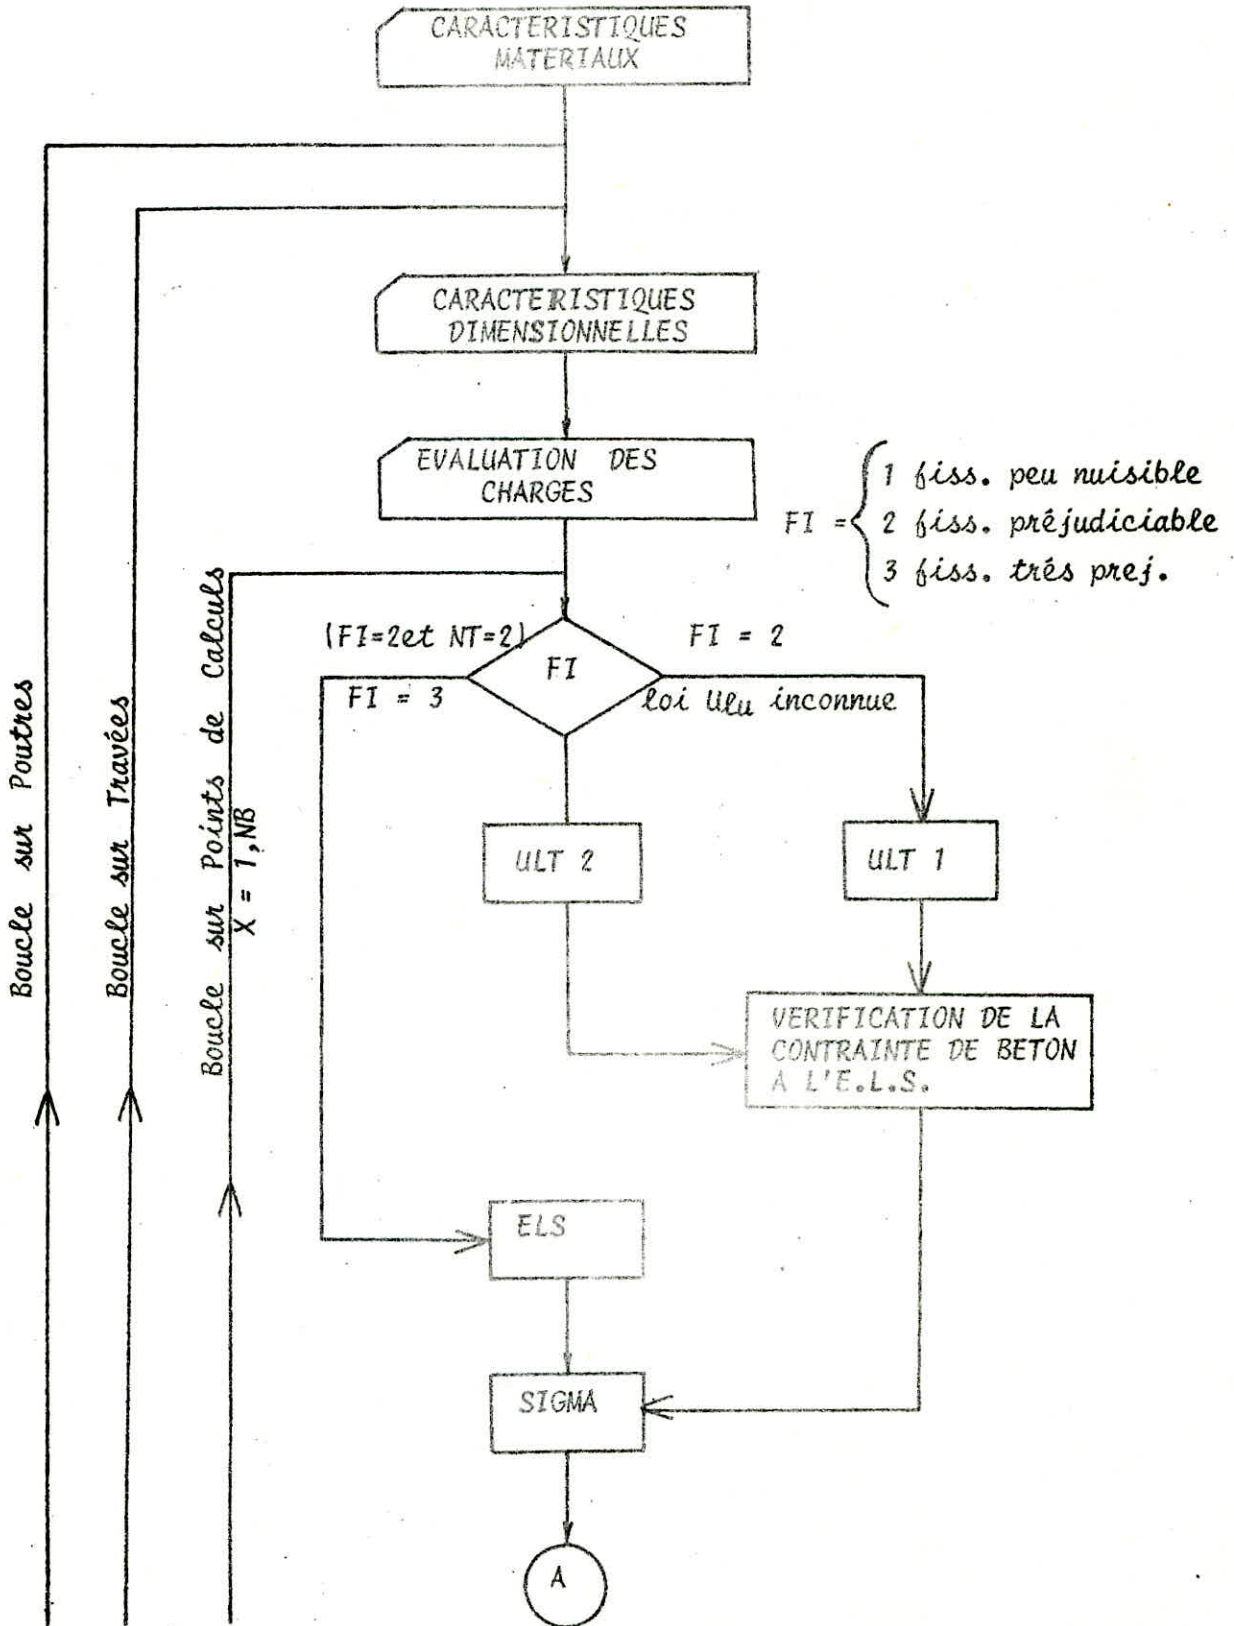 CARACTERISTIQUES
MATERIAUX
CARACTERISTIQUES
DIMENSIONNELLES
EVALUATION DES
CHARGES
FI =
1 fiss. peu nuisible
2 fiss. préjudiciable
3 fiss. très prej.
(FI=2et NT=2)
FI = 3
FI
FI = 2
loi Ulu inconnue
Boucle sur Poutres
Boucle sur Travées
Boucle sur Points de Calculs
X = 1,NB
ULT 2
ULT 1
VERIFICATION DE LA
CONTRAINTE DE BETON
A L'E.L.S.
ELS
SIGMA
A